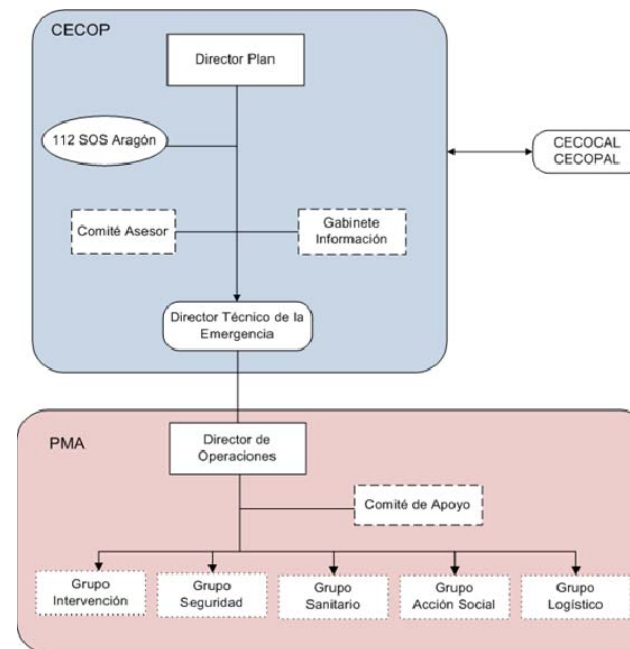 CECOP
Director Plan
112 SOS Aragón
CECOCAL
CECOPAL
Comité Asesor
Gabinete
Información
Director Técnico de la
Emergencia
PMA
Director de
Operaciones
Comité de Apoyo
Grupo
Intervención
Grupo
Seguridad
Grupo
Sanitario
Grupo
Acción Social
Grupo
Logístico